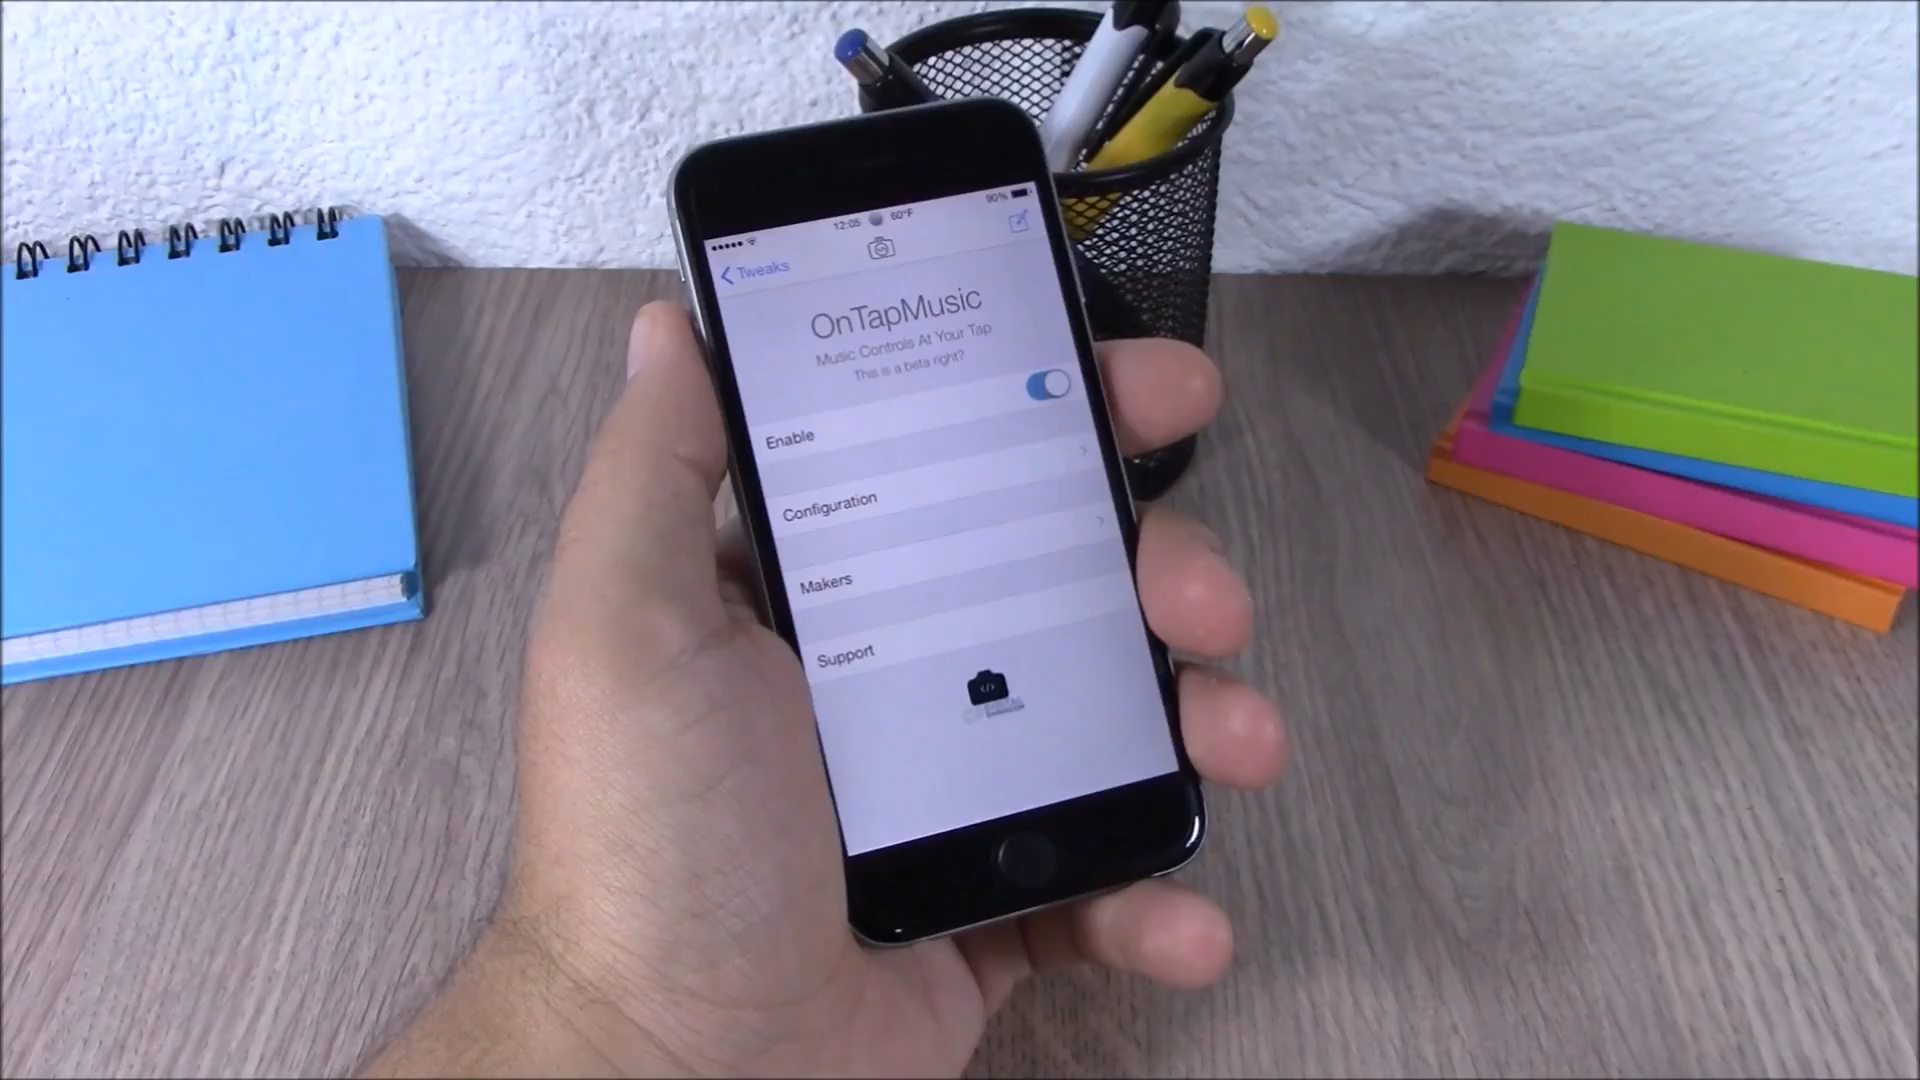 12:05 60°F 90%
Tweaks
OnTapMusic
Music Controls At Your Tap
This is a beta right?
Enable
Configuration
Makers
Support